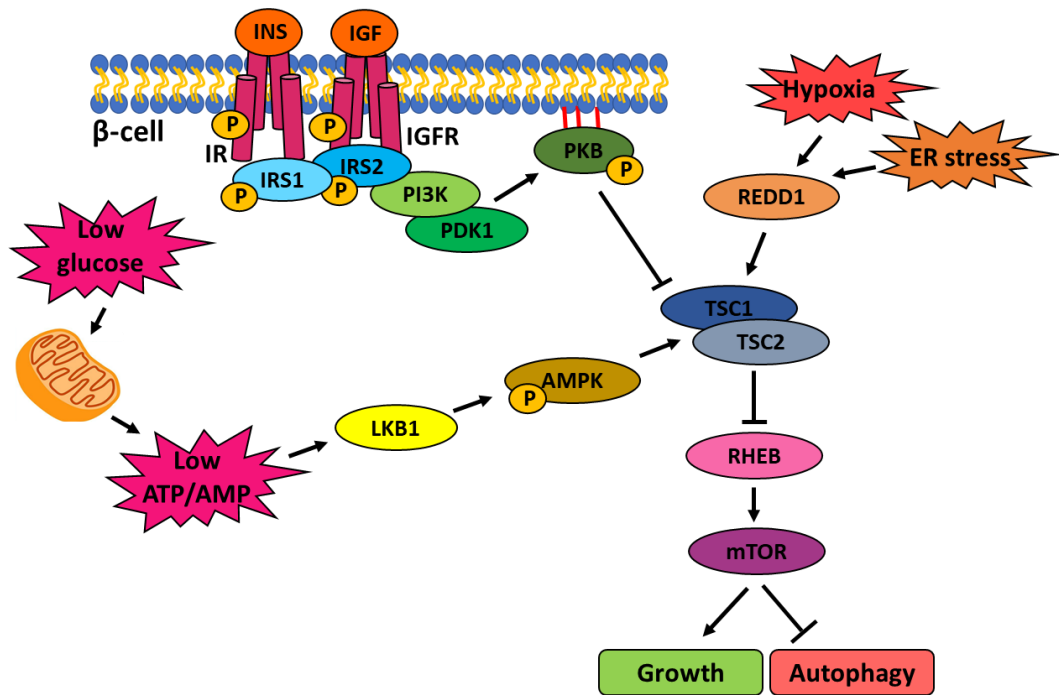 INS
IGF
β-cell
P
IR
P
IGFR
IRS1
P
IRS2
P
PI3K
PDK1
PKB
P
Hypoxia
ER stress
REDD1
Low
glucose
TSC1
TSC2
AMPK
P
LKB1
Low
ATP/AMP
RHEB
mTOR
Growth
Autophagy